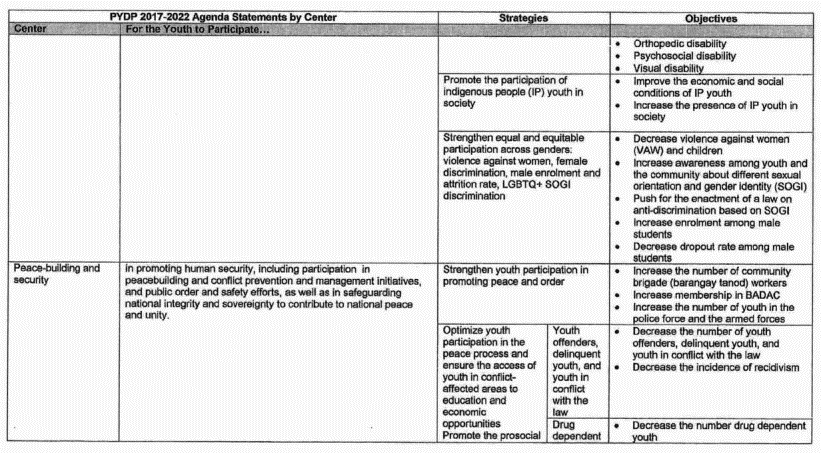 PYDP 2017-2022 Agenda Statements by Center
Strategies
Objectives
Center
For the Youth to Participate...
• Orthopedic disability
• Psychosocial disability
• Visual disability
Promote the participation of
indigenous people (IP) youth in
society
• Improve the economic and social
conditions of IP youth
• Increase the presence of IP youth in
society
Strengthen equal and equitable
participation across genders:
violence against women, female
discrimination, male enrolment and
attrition rate, LGBTQ+ SOGI
discrimination
• Decrease violence against women
(VAW) and children
• Increase awareness among youth and
the community about different sexual
orientation and gender identity (SOGI)
• Push for the enactment of a law on
anti-discrimination based on SOGI
• Increase enrolment among male
students
• Decrease dropout rate among male
students
Peace-building and
security
in promoting human security, including participation in
peacebuilding and conflict prevention and management initiatives,
and public order and safety efforts, as well as in safeguarding
national integrity and sovereignty to contribute to national peace
and unity.
Strengthen youth participation in
promoting peace and order
• Increase the number of community
brigade (barangay tanod) workers
• Increase membership in BADAC
• Increase the number of youth in the
police force and the armed forces
Optimize youth
participation in the
peace process and
ensure the access of
youth in conflict-
affected areas to
education and
economic
opportunities
Promote the prosocial
Youth
offenders,
delinquent
youth, and
youth in
conflict
with the
law
• Decrease the number of youth
offenders, delinquent youth, and
youth in conflict with the law
• Decrease the incidence of recidivism
Drug
dependent
• Decrease the number drug dependent
youth